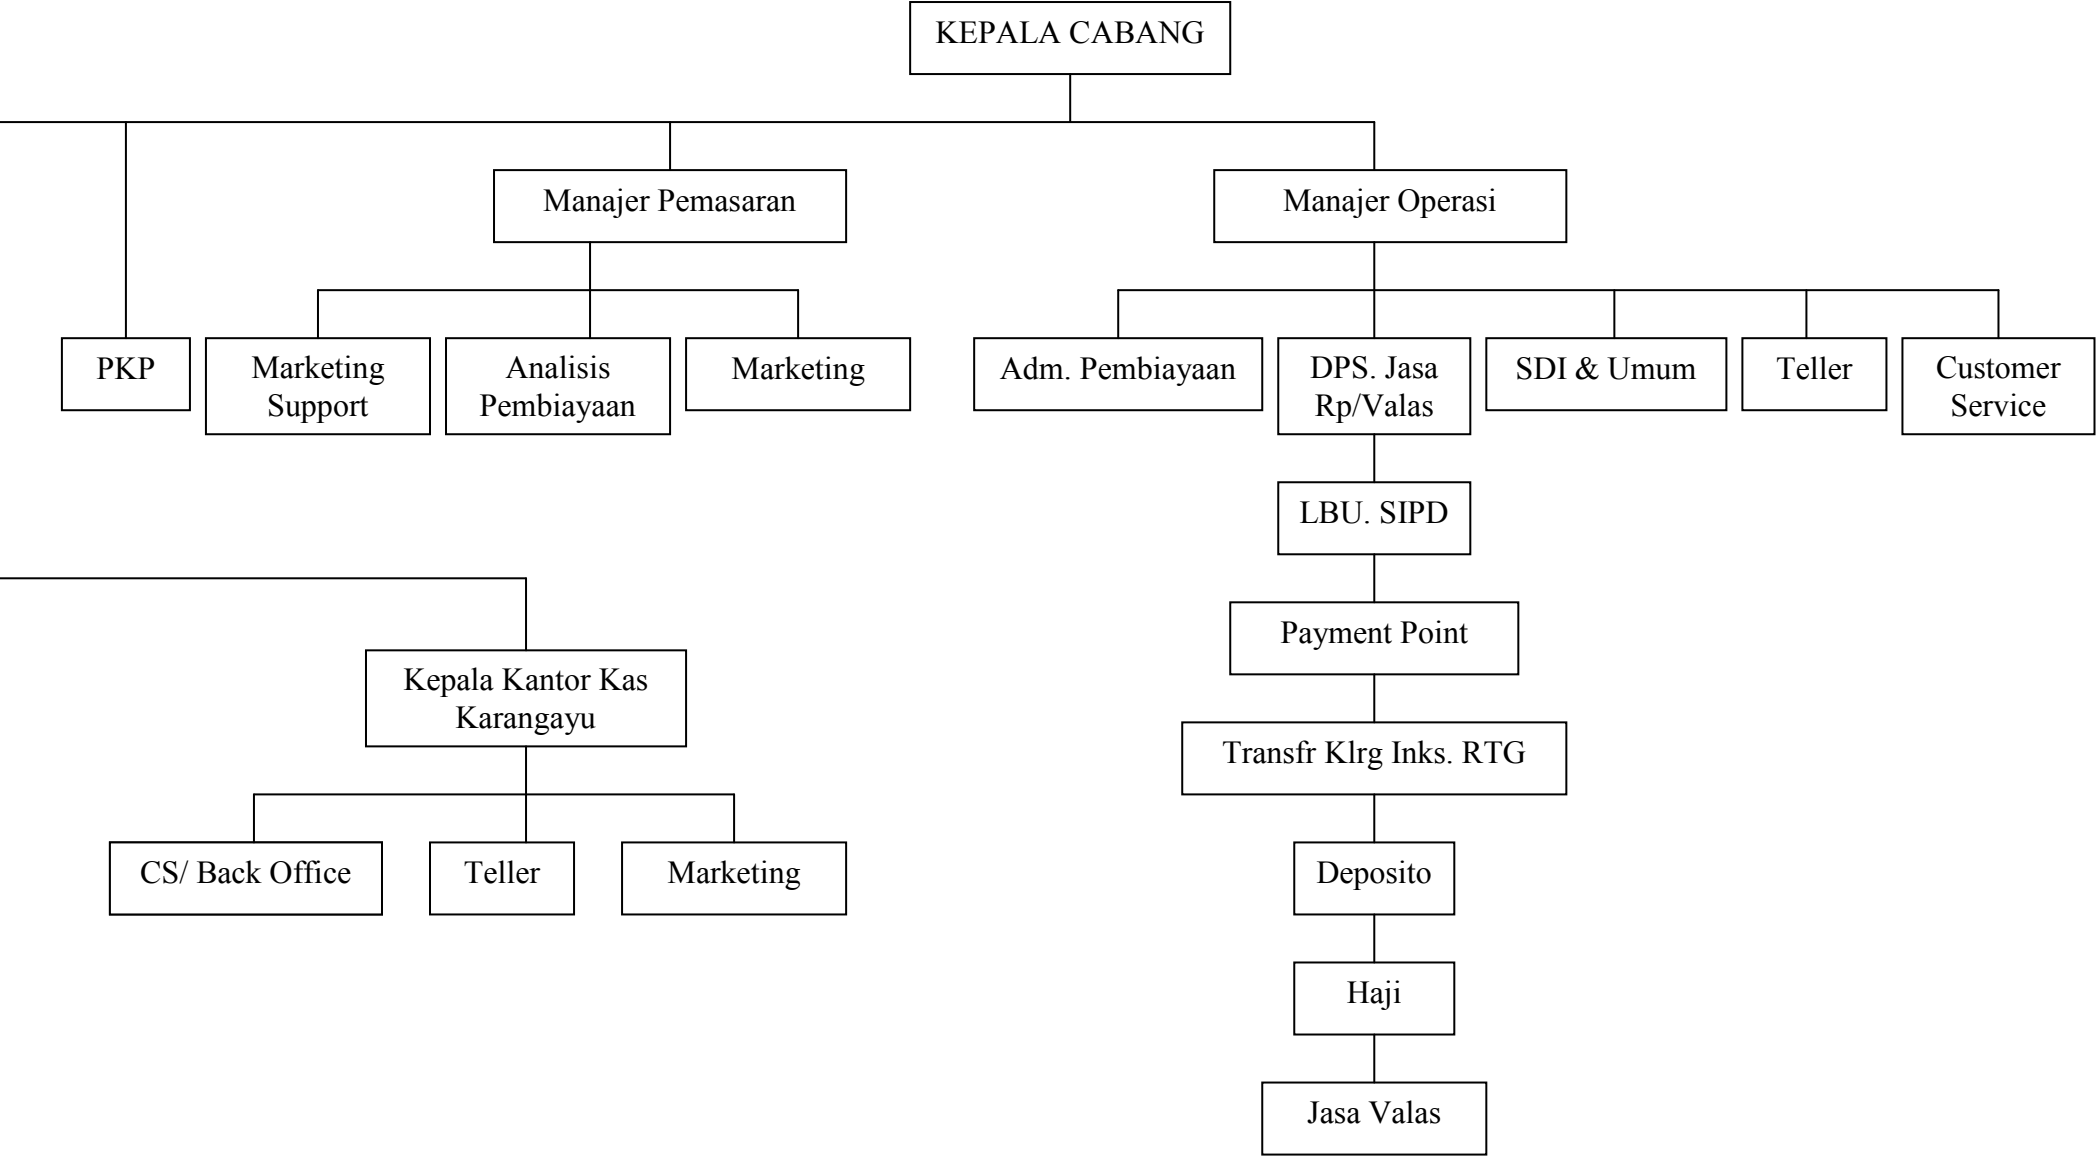 KEPALA CABANG
Manajer Pemasaran
Manajer Operasi
PKP
Marketing
Support
Analisis
Pembiayaan
Marketing
Adm. Pembiayaan
DPS. Jasa
Rp/Valas
SDI & Umum
Teller
Customer
Service
LBU. SIPD
Payment Point
Kepala Kantor Kas
Karangayu
Transfr Klrg Inks. RTG
CS/ Back Office
Teller
Marketing
Deposito
Haji
Jasa Valas